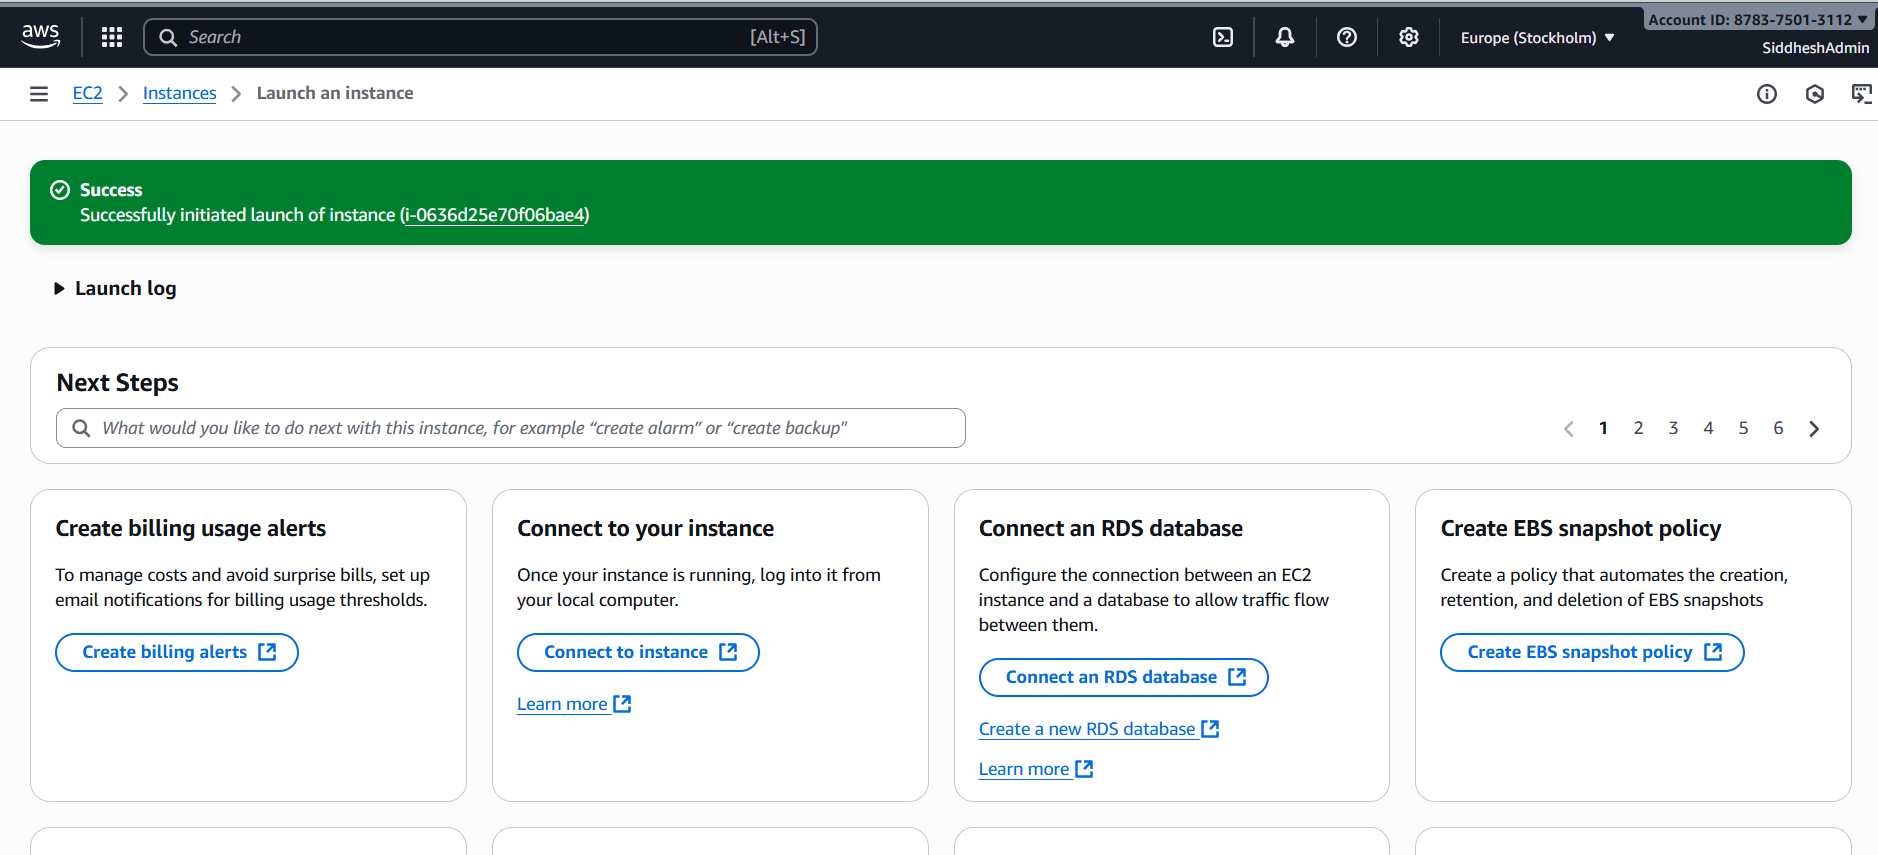 aws
Search
[Alt+S]
Europe (Stockholm)
Account ID: 8783-7501-3112
SiddheshAdmin
EC2
Instances
Launch an instance
Success
Successfully initiated launch of instance (i-0636d25e70f06bae4)
Launch log
Next Steps
What would you like to do next with this instance, for example “create alarm” or “create backup"
1 2 3 4 5 6
Create billing usage alerts
To manage costs and avoid surprise bills, set up
email notifications for billing usage thresholds.
Create billing alerts
Connect to your instance
Once your instance is running, log into it from
your local computer.
Connect to instance
Learn more
Connect an RDS database
Configure the connection between an EC2
instance and a database to allow traffic flow
between them.
Connect an RDS database
Create a new RDS database
Learn more
Create EBS snapshot policy
Create a policy that automates the creation,
retention, and deletion of EBS snapshots
Create EBS snapshot policy